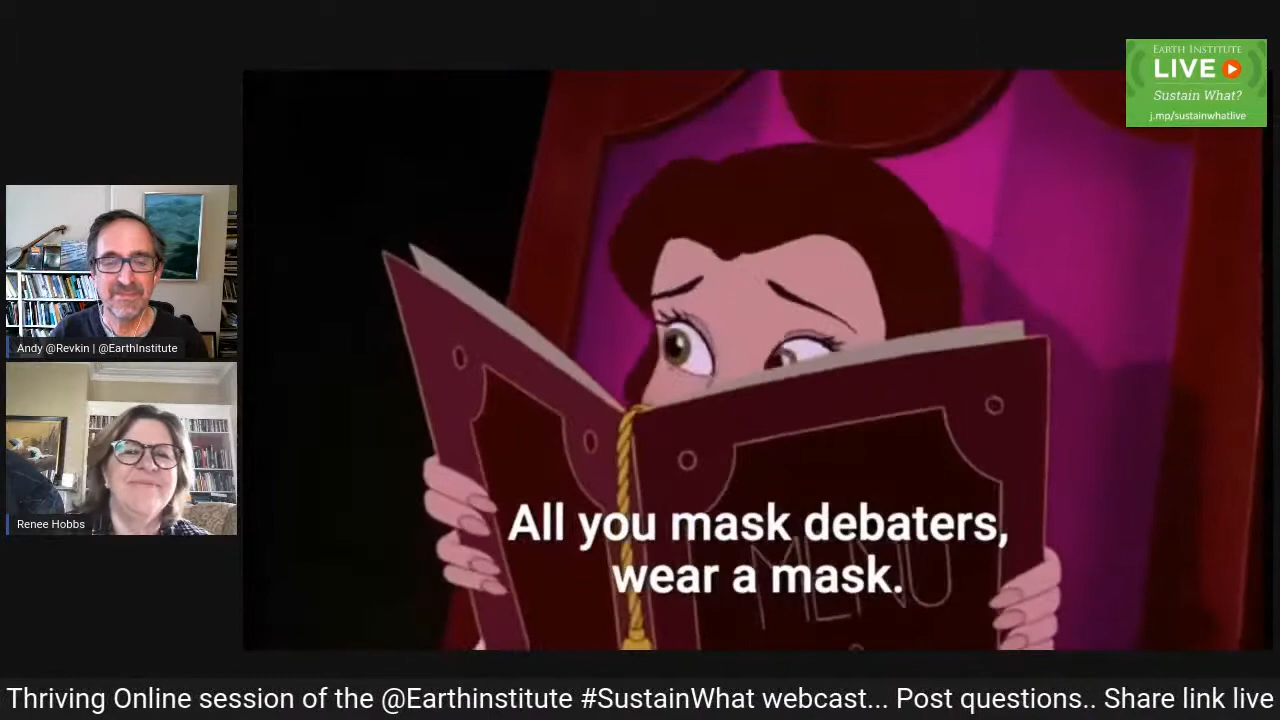 EARTH INSTITUTE
LIVE
Sustain What?
j.mp/sustainwhatlive
Andy @Revkin | @EarthInstitute
Renee Hobbs
All you mask debaters,
wear a mask.
MENU
Thriving Online session of the @Earthinstitute #SustainWhat webcast... Post questions.. Share link live